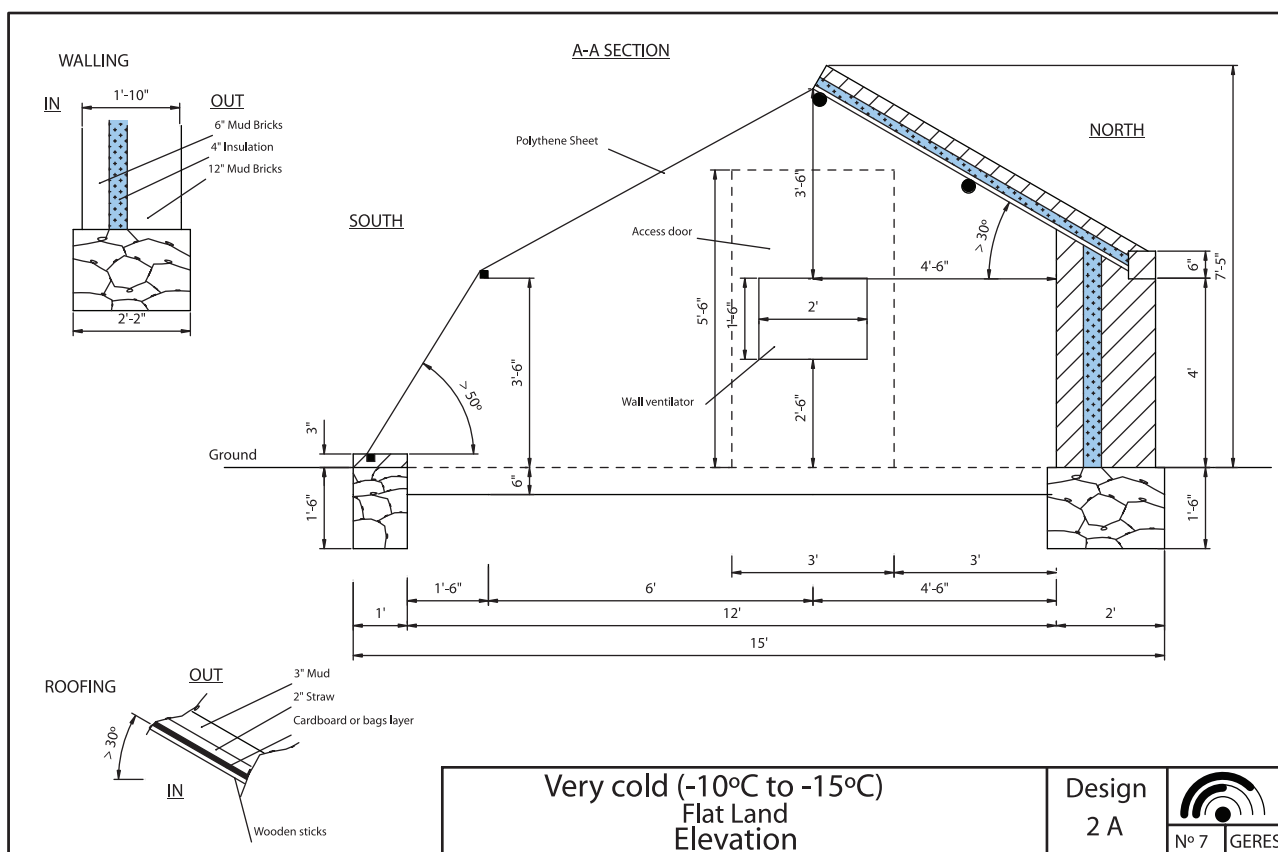 A-A SECTION
WALLING
IN
1'-10"
OUT
6" Mud Bricks
4" Insulation
12" Mud Bricks
2'-2"
NORTH
Polythene Sheet
SOUTH
3'-6"
Access door
> 30º
4'-6"
6"
7'-5"
5'-6"
1'-6"
2'
3'-6"
> 50º
4'
Wall ventilator
2'-6"
3"
Ground
6"
1'-6"
1'-6"
3'
3'
1'-6"
6'
4'-6"
1'
12'
2'
15'
ROOFING
OUT
3" Mud
2" Straw
Cardboard or bags layer
> 30º
IN
Wooden sticks
Very cold (-10ºC to -15ºC)
Flat Land
Elevation
Design
2 A
Nº 7
GERES